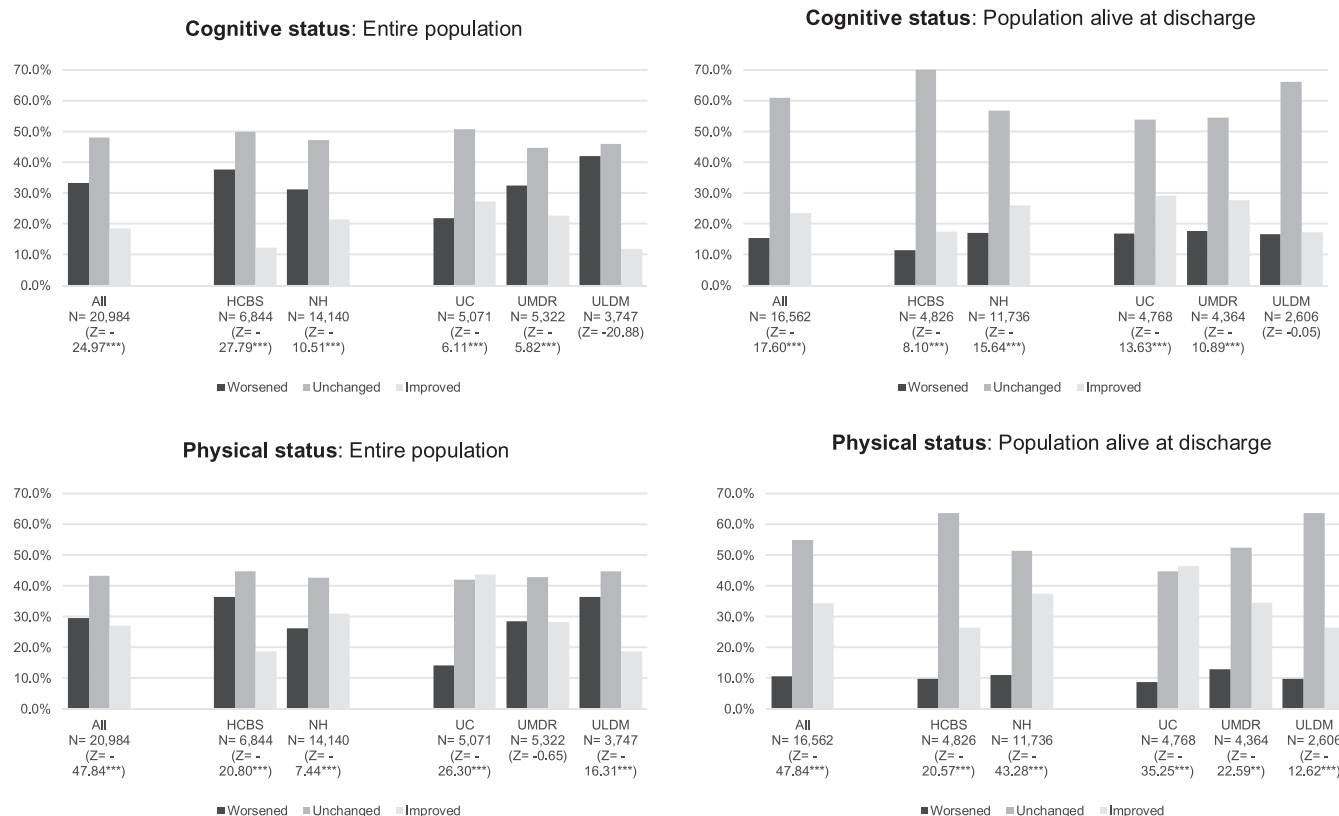 Cognitive status: Entire population
70.0%
60.0%
50.0%
40.0%
30.0%
20.0%
10.0%
0.0%
All
N= 20,984
(Z= -
24.97***)
HCBS
N= 6,844
(Z= -
27.79***)
NH
N= 14,140
(Z= -
10.51***)
UC
N= 5,071
(Z= -
6.11***)
UMDR
N= 5,322
(Z= -
5.82***)
ULDM
N= 3,747
(Z= -20.88)
Worsened Unchanged Improved
Cognitive status: Population alive at discharge
70.0%
60.0%
50.0%
40.0%
30.0%
20.0%
10.0%
0.0%
All
N= 16,562
(Z= -
17.60***)
HCBS
N= 4,826
(Z= -
8.10***)
NH
N= 11,736
(Z= -
15.64***)
UC
N= 4,768
(Z= -
13.63***)
UMDR
N= 4,364
(Z= -
10.89***)
ULDM
N= 2,606
(Z= -0.05)
Worsened Unchanged Improved
Physical status: Entire population
70.0%
60.0%
50.0%
40.0%
30.0%
20.0%
10.0%
0.0%
All
N= 20,984
(Z= -
47.84***)
HCBS
N= 6,844
(Z= -
20.80***)
NH
N= 14,140
(Z= -
7.44***)
UC
N= 5,071
(Z= -
26.30***)
UMDR
N= 5,322
(Z= -0.65)
ULDM
N= 3,747
(Z= -
16.31***)
Worsened Unchanged Improved
Physical status: Population alive at discharge
70.0%
60.0%
50.0%
40.0%
30.0%
20.0%
10.0%
0.0%
All
N= 16,562
(Z= -
47.84***)
HCBS
N= 4,826
(Z= -
20.57***)
NH
N= 11,736
(Z= -
43.28***)
UC
N= 4,768
(Z= -
35.25***)
UMDR
N= 4,364
(Z= -
22.59**)
ULDM
N= 2,606
(Z= -
12.62***)
Worsened Unchanged Improved